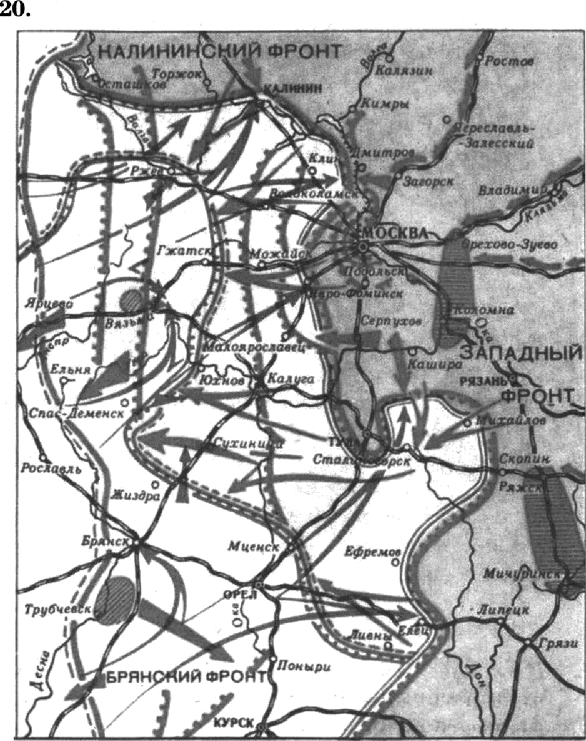 20.
КАЛИНИНСКИЙ ФРОНТ
Осташков
Торжок
КАЛИНИН
Волга
Калязин
Ростов
Кимры
Волга
Переславль-
-Залесский
Ржев
Клин
Дмитров
Загорск
Волоколамск
Владимир
Клязьма
МОСКВА
Орехово-Зуево
Гжатск
Можайск
Подольск
Наро-Фоминск
Ярцево
Вязьма
Коломна
Серпухов
Ока
Малоярославец
Кашира
ЗАПАДНЫЙ
ФРОНТ
Ельня
Юхнов
Калуга
РЯЗАНЬ
Спас-Деменск
Михайлов
Сухиничи
ТУЛА
Сталиногорск
Скопин
Рославль
Ряжск
Жиздра
Брянск
Мценск
Ефремов
Мичуринск
ОРЕЛ
Трубчевск
Ока
Липецк
Ливны
Елец
Грязи
Десна
Поныри
Дон
БРЯНСКИЙ ФРОНТ
КУРСК